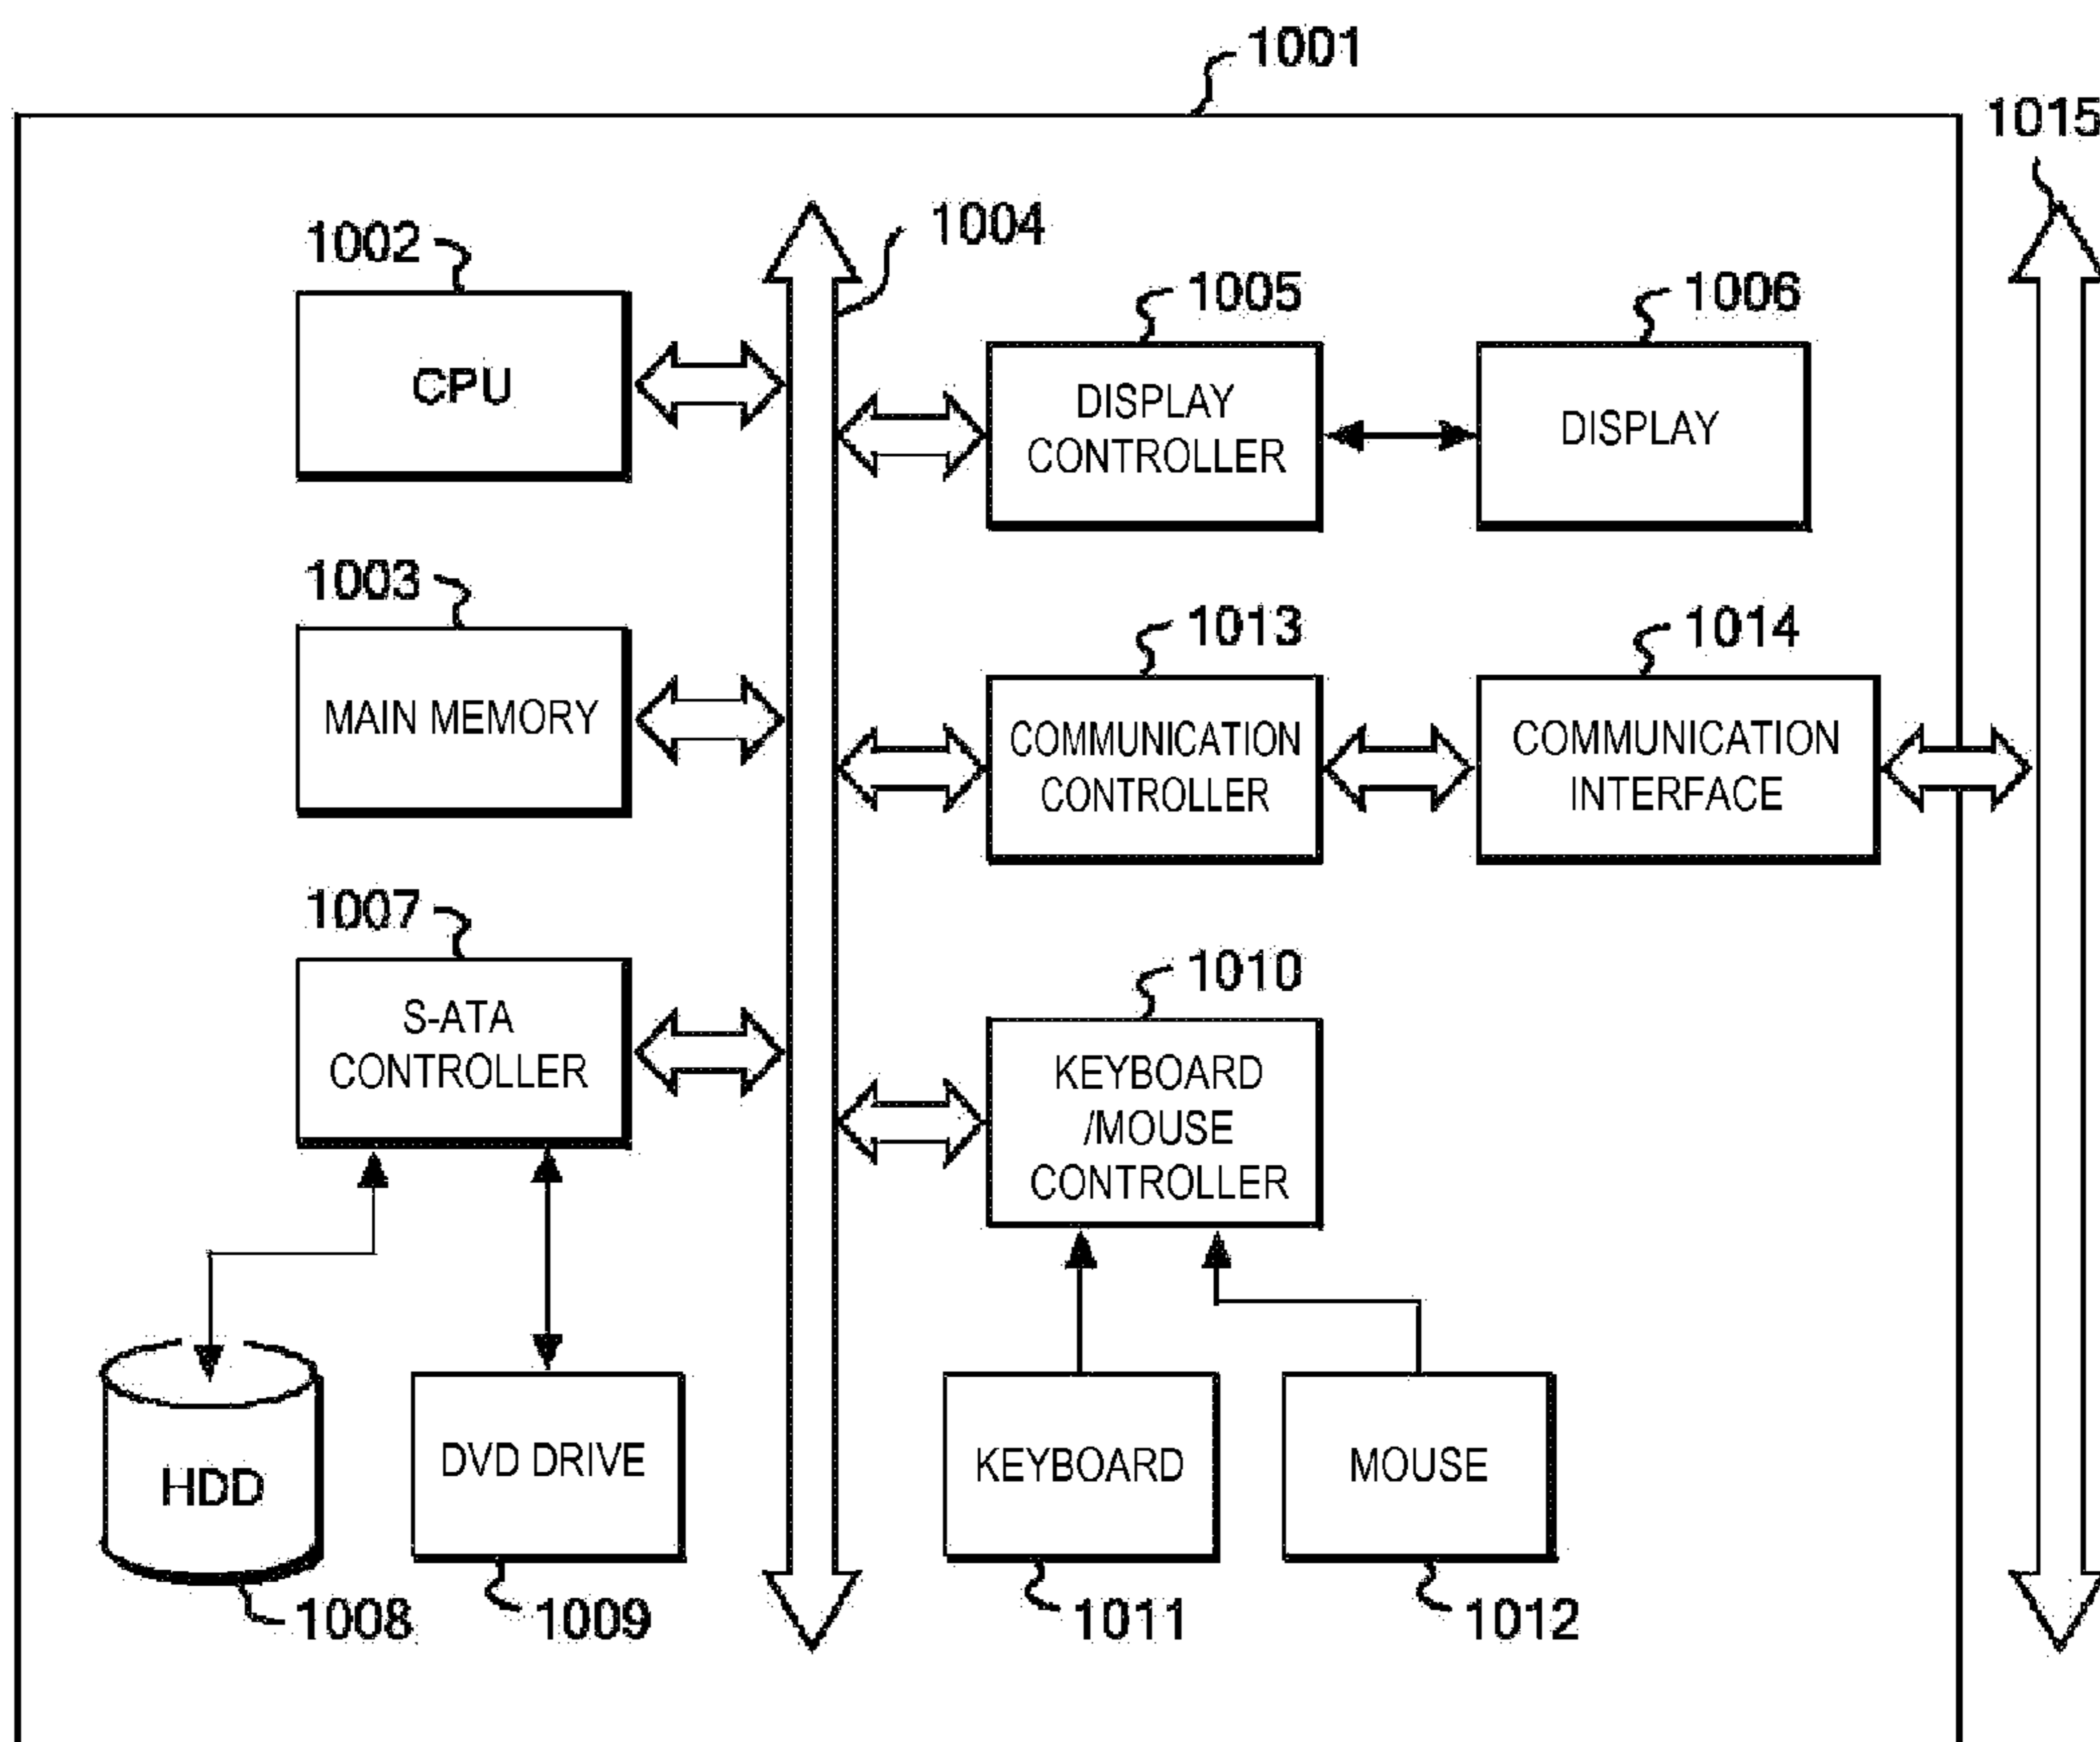 1001
1015
1002
1004
CPU
1005
DISPLAY
CONTROLLER
1006
DISPLAY
1003
MAIN MEMORY
1013
COMMUNICATION
CONTROLLER
1014
COMMUNICATION
INTERFACE
1007
S-ATA
CONTROLLER
1010
KEYBOARD
/MOUSE
CONTROLLER
HDD
DVD DRIVE
KEYBOARD
MOUSE
1008
1009
1011
1012